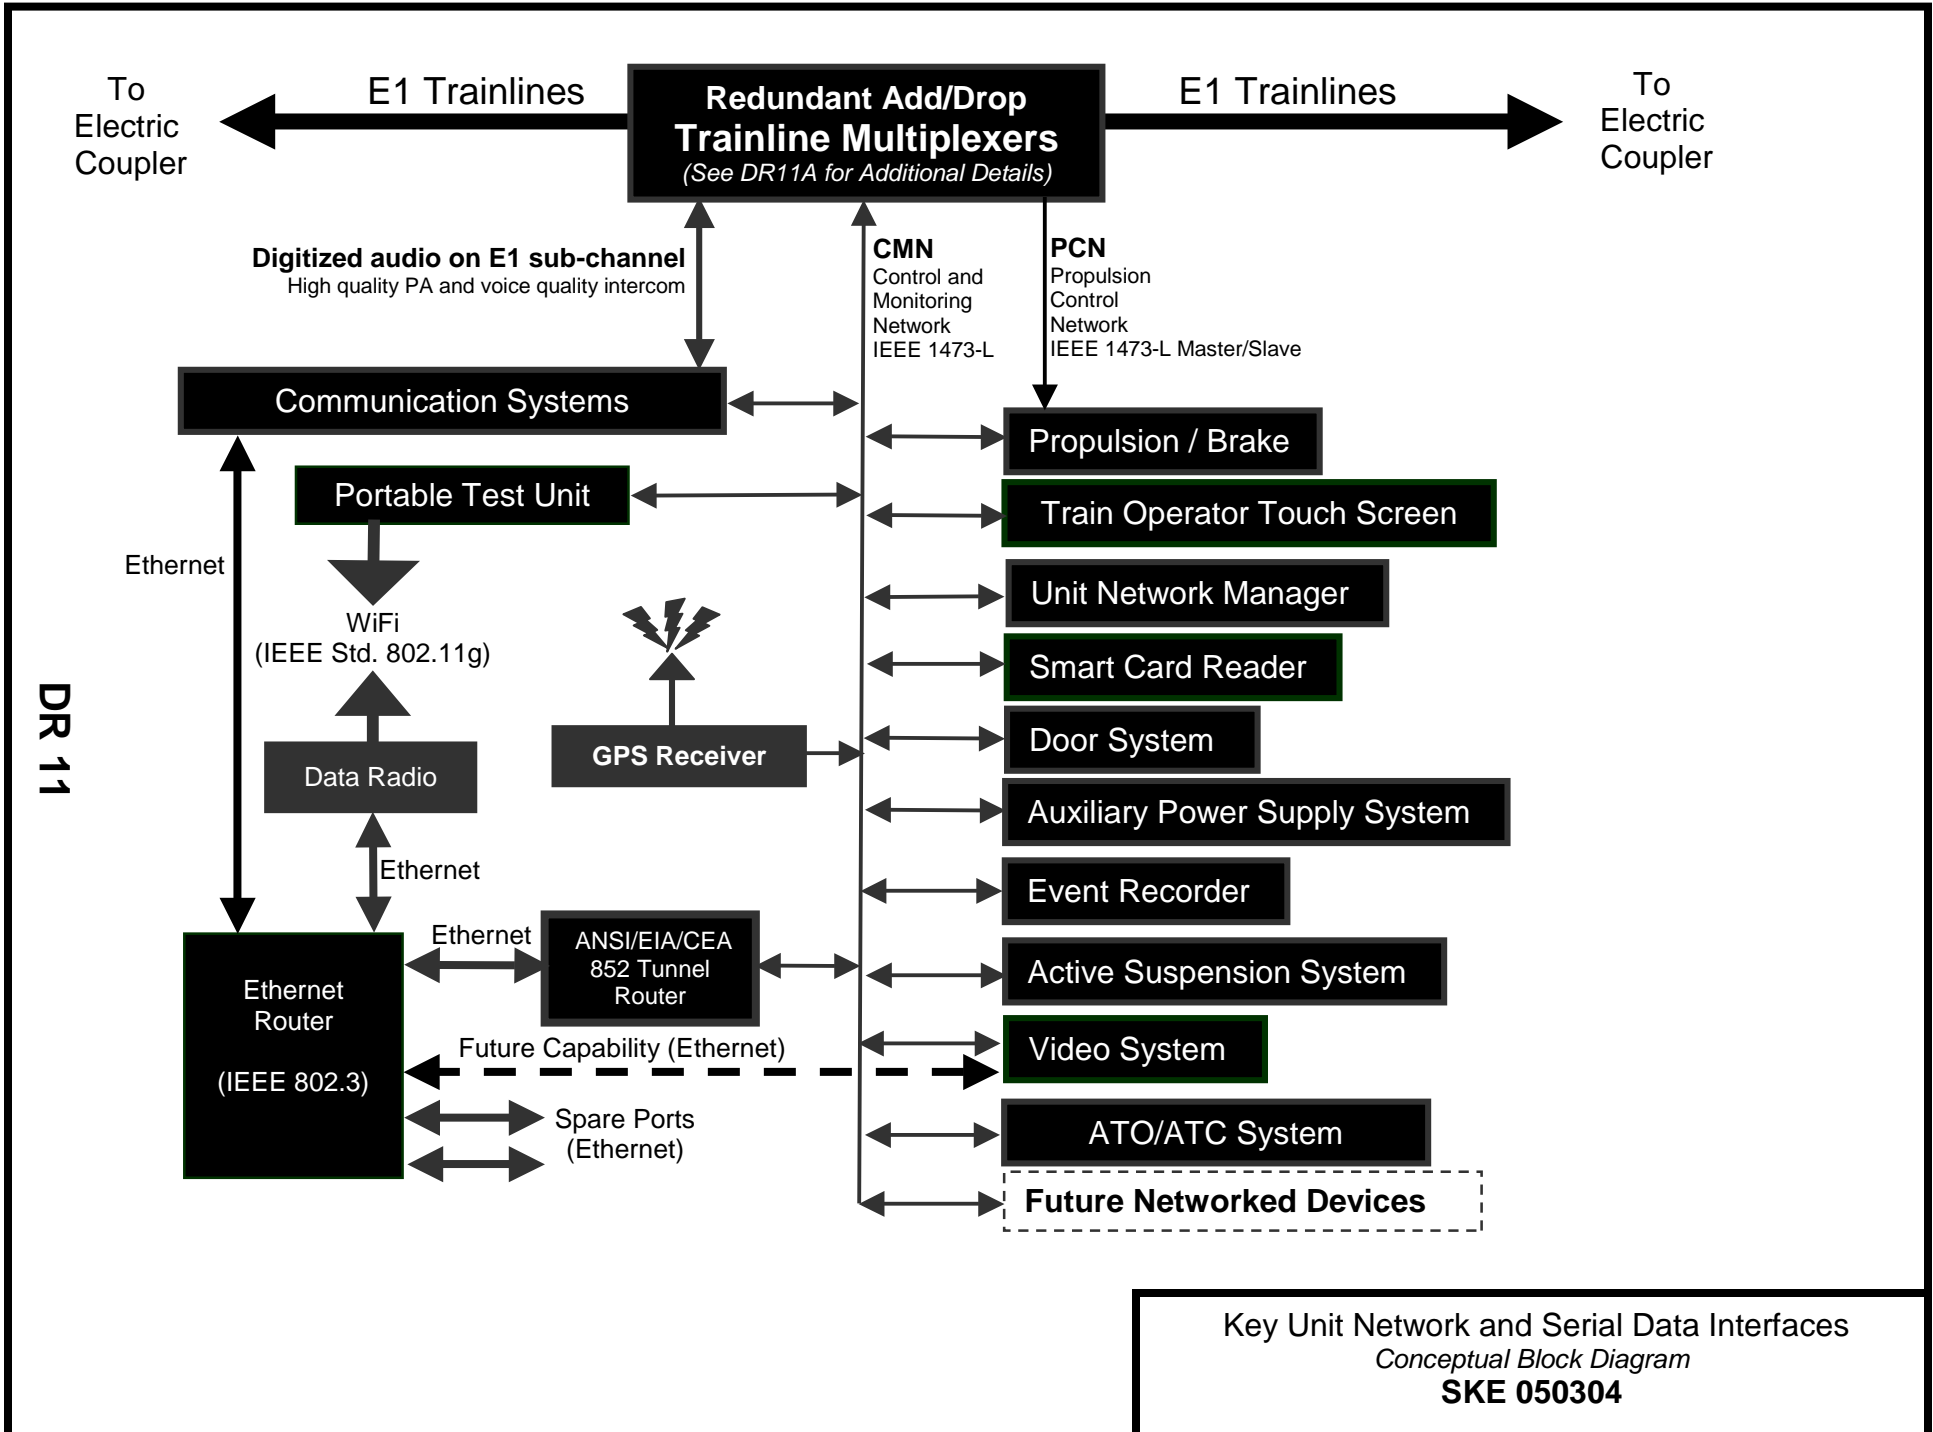 To
Electric
Coupler
E1 Trainlines
Redundant Add/Drop
Trainline Multiplexers
(See DR11A for Additional Details)
E1 Trainlines
To
Electric
Coupler
Digitized audio on E1 sub-channel
High quality PA and voice quality intercom
CMN
Control and
Monitoring
Network
IEEE 1473-L
PCN
Propulsion
Control
Network
IEEE 1473-L Master/Slave
Communication Systems
Propulsion / Brake
Portable Test Unit
Train Operator Touch Screen
Ethernet
WiFi
(IEEE Std. 802.11g)
Unit Network Manager
Smart Card Reader
DR 11
Data Radio
GPS Receiver
Door System
Auxiliary Power Supply System
Ethernet
Event Recorder
Ethernet
Router
(IEEE 802.3)
Ethernet
ANSI/EIA/CEA
852 Tunnel
Router
Active Suspension System
Future Capability (Ethernet)
Video System
Spare Ports
(Ethernet)
ATO/ATC System
Future Networked Devices
Key Unit Network and Serial Data Interfaces
Conceptual Block Diagram
SKE 050304